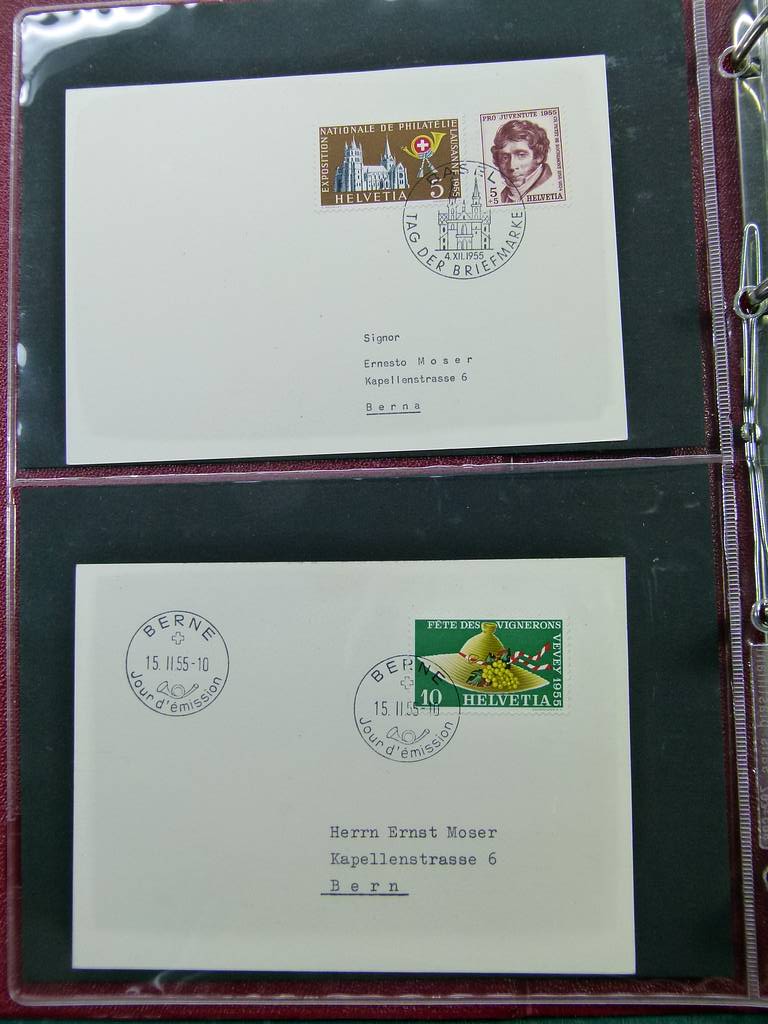 EXPOSITION NATIONALE DE PHILATÉLIE LAUSANNE 1955
5
HELVETIA
PRO JUVENTUTE 1955
5
+5
HELVETIA
BASEL
4.XII.1955
TAG DER BRIEFMARKE
Signor
Ernesto Moser
Kapellenstrasse 6
Berna
BERNE
15.II.55-10
Jour d'émission
FÊTE DES VIGNERONS VEVEY 1955
10 HELVETIA
BERNE
15.II.55-10
Jour d'émission
Herrn Ernst Moser
Kapellenstrasse 6
Bern